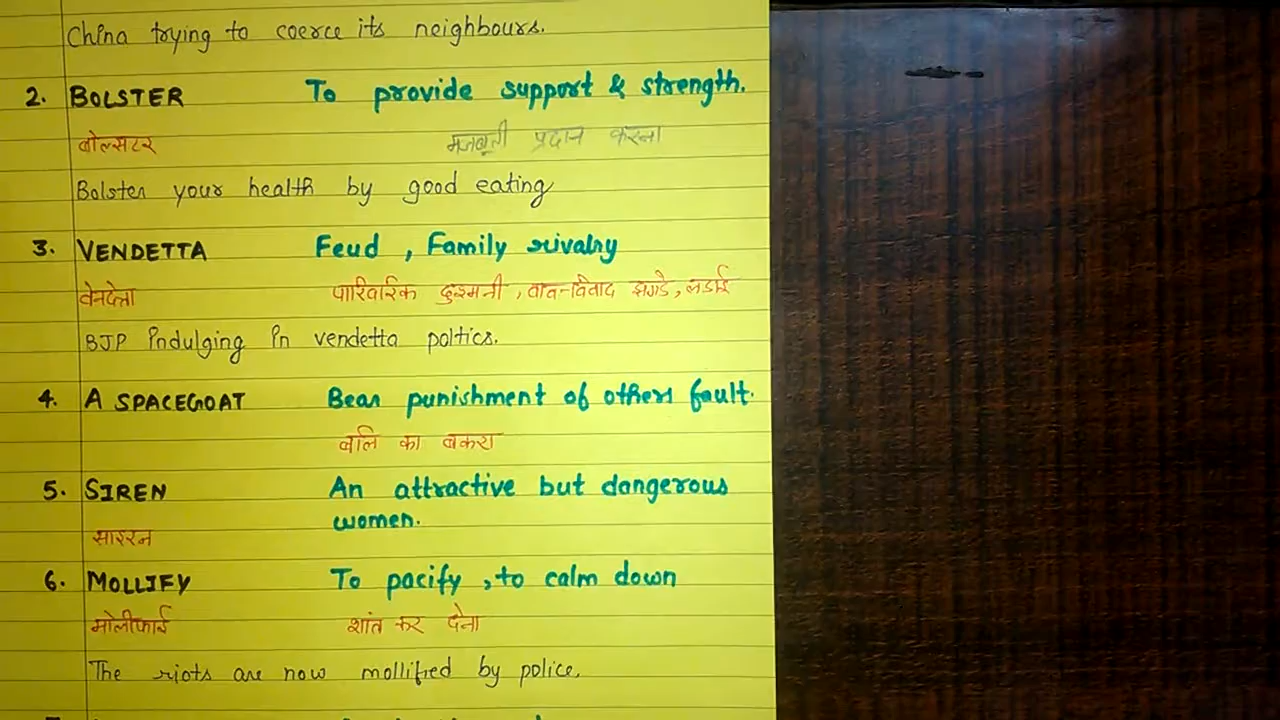 China trying to coerce its neighbours.
2. BOLSTER To provide support & strength.
बोल्सटर मजबूती प्रदान करना
Bolster your health by good eating
3. VENDETTA Feud , Family rivalry
वेनदेत्ता पारिवारिक दुश्मनी , वाद-विवाद झगडे, लडाई
BJP indulging in vendetta poltics.
4. A SPACEGOAT Bear punishment of others fault.
बलि का बकरा
5. SIREN An attractive but dangerous
women.
साइरन
6. MOLLIFY To pacify , to calm down
मोलीफाई शांत कर देना
The riots are now mollified by police.